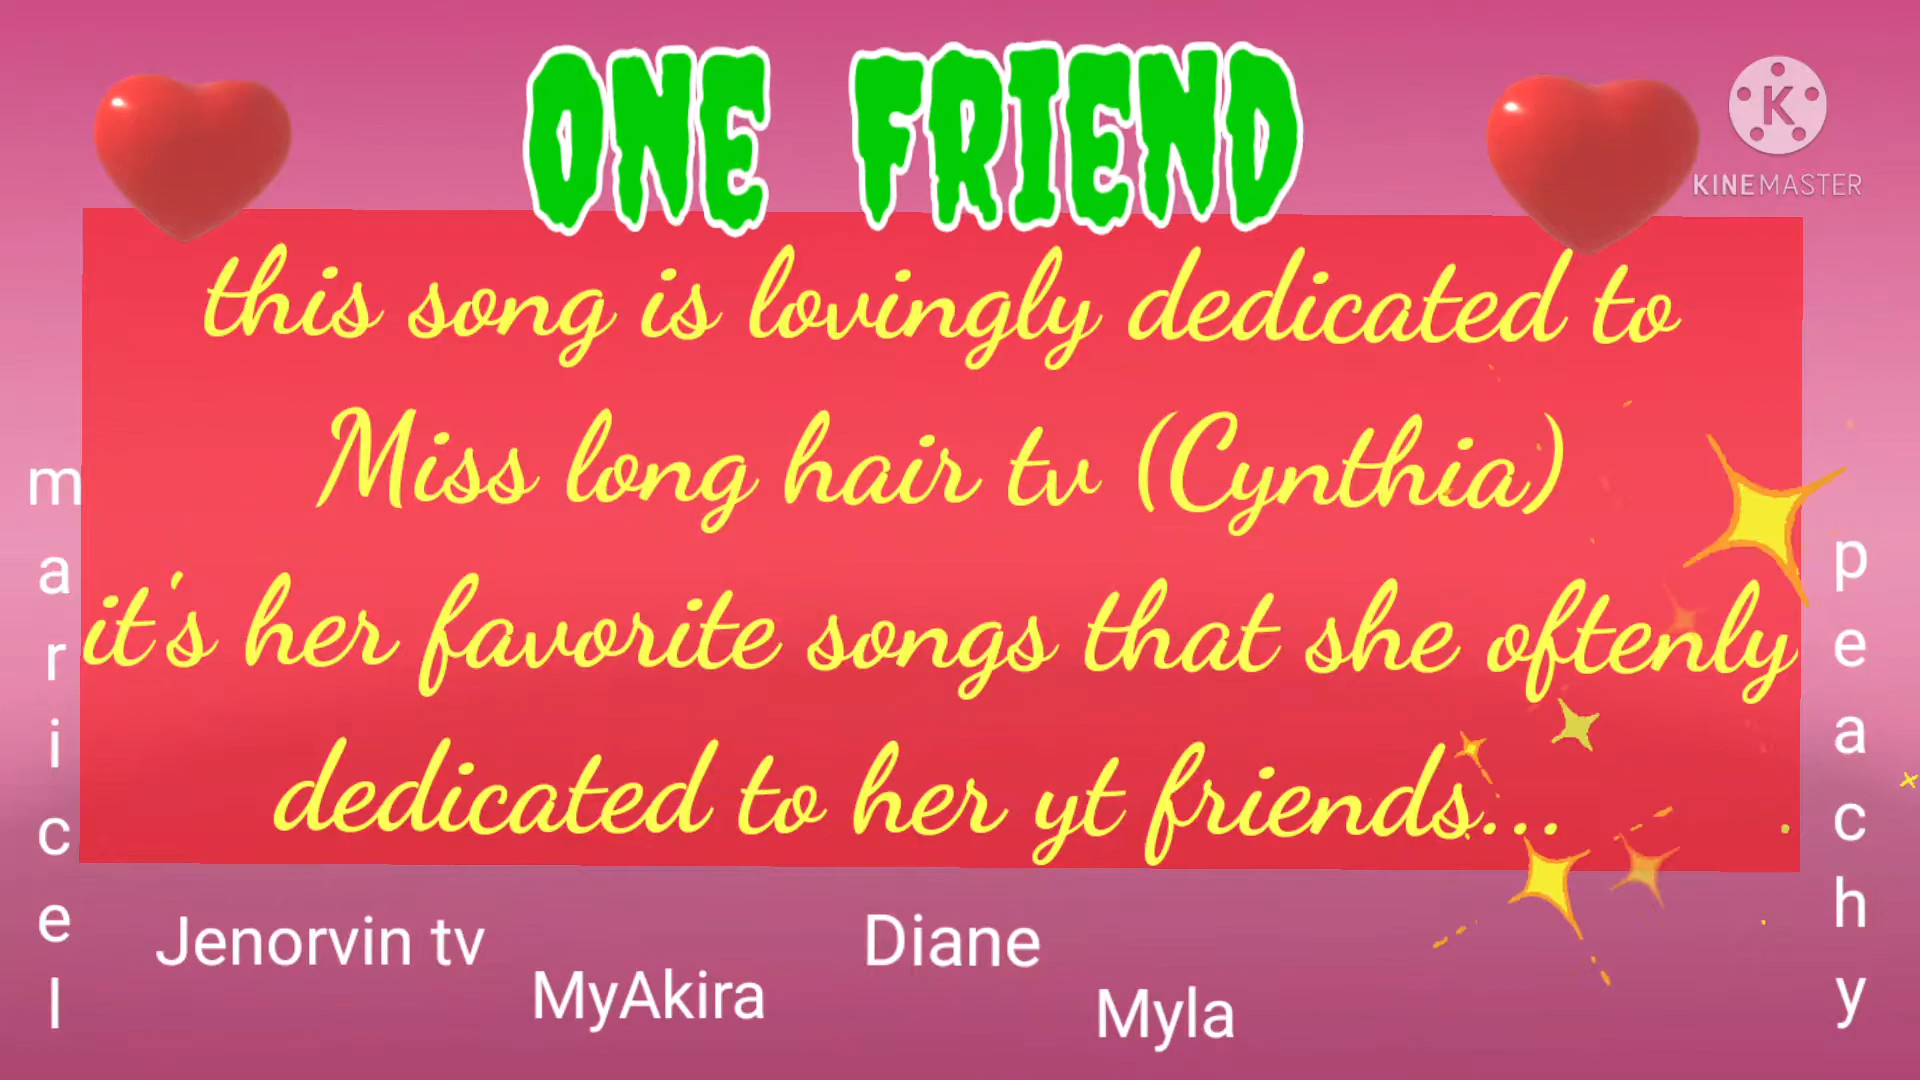 ONE FRIEND
KINEMASTER
this song is lovingly dedicated to
Miss long hair tv (Cynthia)
it's her favorite songs that she oftenly
dedicated to her yt friends...
maricel
peachy
Jenorvin tv
Diane
MyAkira
Myla